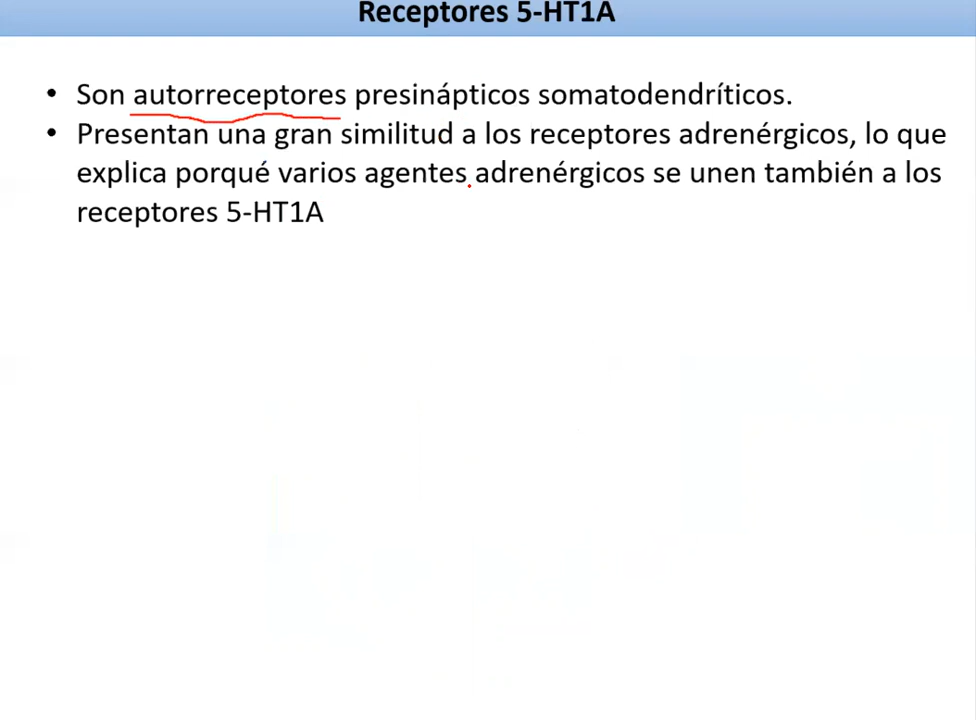 Receptores 5-HT1A
• Son autorreceptores presinápticos somatodendríticos.
• Presentan una gran similitud a los receptores adrenérgicos, lo que
explica porqué varios agentes adrenérgicos se unen también a los
receptores 5-HT1A